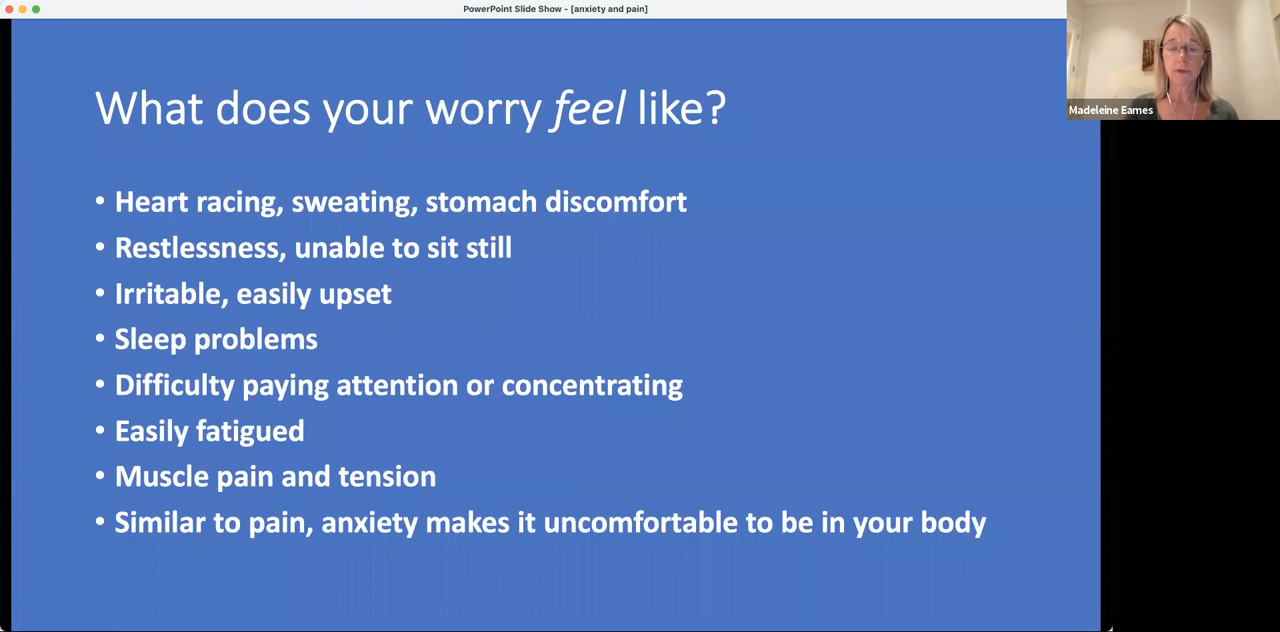 PowerPoint Slide Show - [anxiety and pain]
Madeleine Eames
What does your worry feel like?
• Heart racing, sweating, stomach discomfort
• Restlessness, unable to sit still
• Irritable, easily upset
• Sleep problems
• Difficulty paying attention or concentrating
• Easily fatigued
• Muscle pain and tension
• Similar to pain, anxiety makes it uncomfortable to be in your body